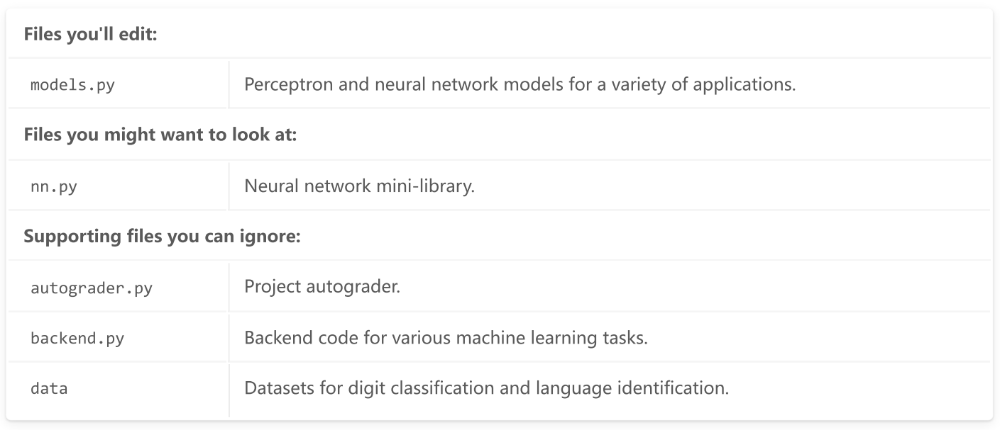 Files you'll edit:
models.py Perceptron and neural network models for a variety of applications.
Files you might want to look at:
nn.py Neural network mini-library.
Supporting files you can ignore:
autograder.py Project autograder.
backend.py Backend code for various machine learning tasks.
data Datasets for digit classification and language identification.